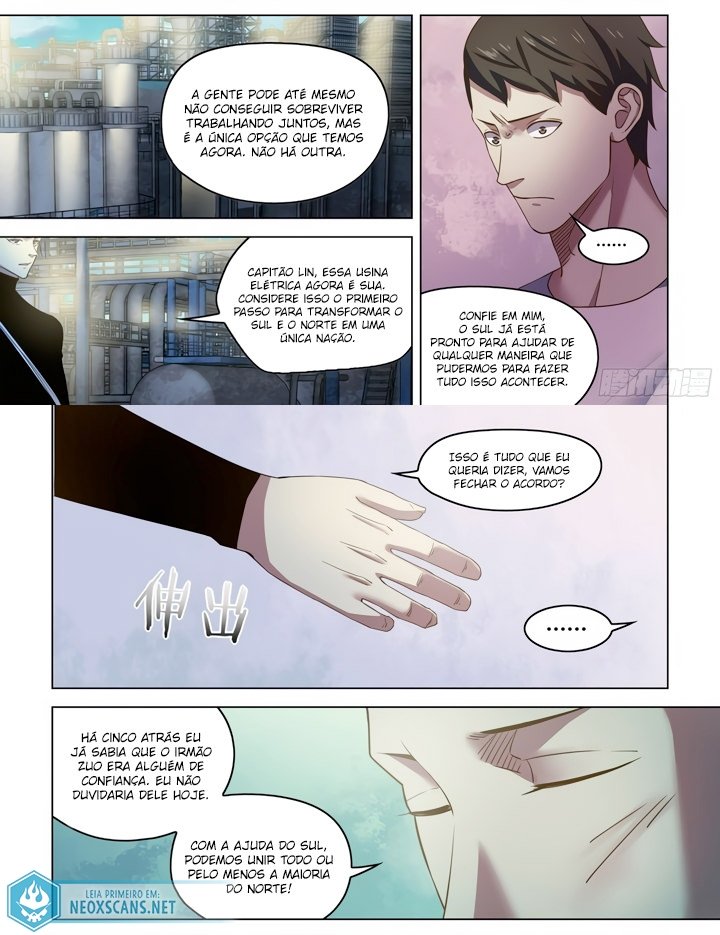 A GENTE PODE ATÉ MESMO
NÃO CONSEGUIR SOBREVIVER
TRABALHANDO JUNTOS, MAS
É A ÚNICA OPÇÃO QUE TEMOS
AGORA. NÃO HÁ OUTRA.
......
CAPITÃO LIN, ESSA USINA
ELÉTRICA AGORA É SUA.
CONSIDERE ISSO O PRIMEIRO
PASSO PARA TRANSFORMAR O
SUL E O NORTE EM UMA
ÚNICA NAÇÃO.
CONFIE EM MIM,
O SUL JÁ ESTÁ
PRONTO PARA AJUDAR DE
QUALQUER MANEIRA QUE
PUDERMOS PARA FAZER
TUDO ISSO ACONTECER.
腾讯动漫
ISSO É TUDO QUE EU
QUERIA DIZER, VAMOS
FECHAR O ACORDO?
伸出
......
HÁ CINCO ATRÁS EU
JÁ SABIA QUE O IRMÃO
ZUO ERA ALGUÉM DE
CONFIANÇA. EU NÃO
DUVIDARIA DELE HOJE.
COM A AJUDA DO SUL,
PODEMOS UNIR TODO OU
PELO MENOS A MAIORIA
DO NORTE!
LEIA PRIMEIRO EM:
NEOXSCANS.NET